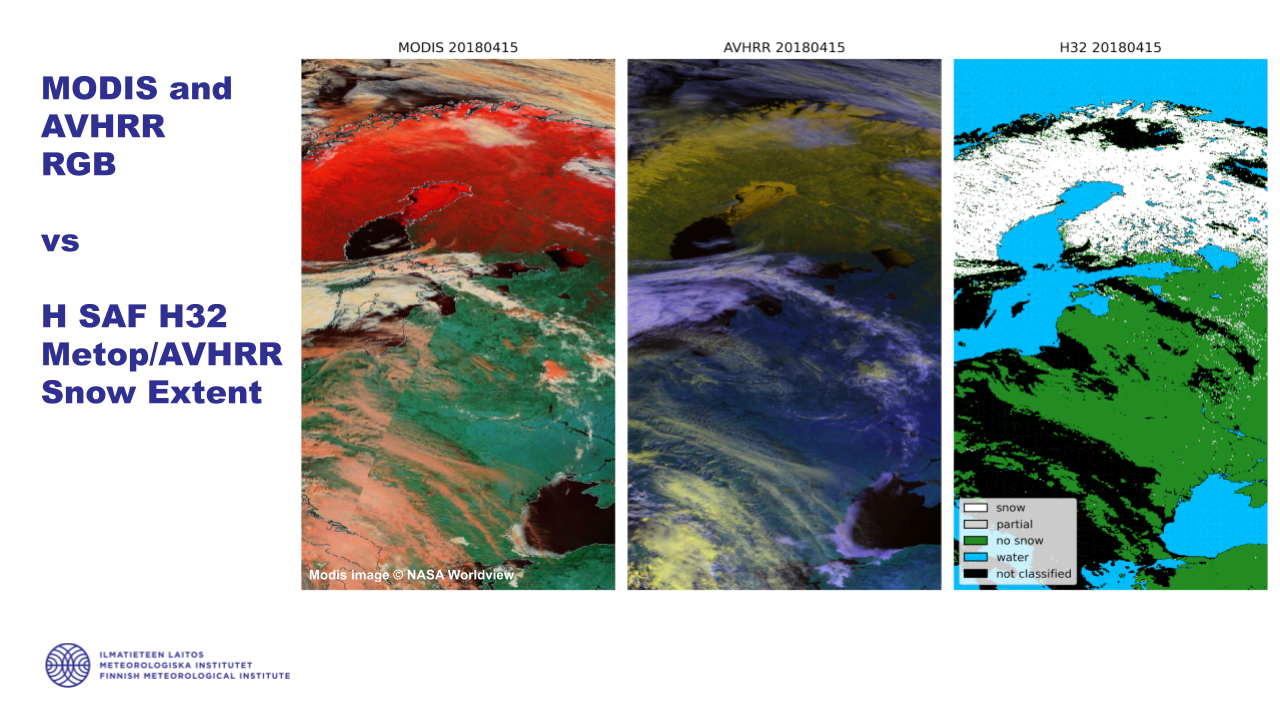 MODIS and
AVHRR
RGB
vs
H SAF H32
Metop/AVHRR
Snow Extent
MODIS 20180415
AVHRR 20180415
H32 20180415
Modis image © NASA Worldview
snow
partial
no snow
water
not classified
ILMATIETEEN LAITOS
METEOROLOGISKA INSTITUTET
FINNISH METEOROLOGICAL INSTITUTE